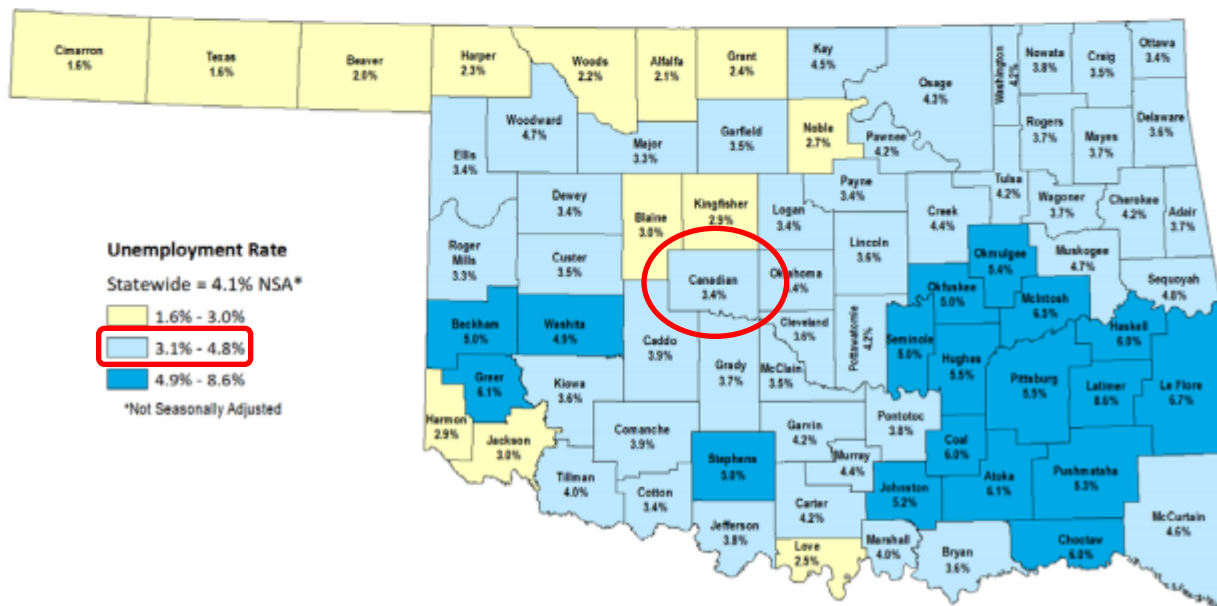 Cimarron
1.6%
Texas
1.6%
Beaver
2.0%
Harper
2.3%
Woods
2.2%
Alfalfa
2.1%
Grant
2.4%
Kay
4.5%
Osage
4.3%
Washington
4.2%
Nowata
3.8%
Craig
3.5%
Ottawa
3.4%
Woodward
4.7%
Ellis
3.4%
Major
3.3%
Garfield
3.5%
Noble
2.7%
Pawnee
4.2%
Rogers
3.7%
Mayes
3.7%
Delaware
3.6%
Dewey
3.4%
Blaine
3.0%
Kingfisher
2.9%
Logan
3.4%
Payne
3.4%
Creek
4.4%
Tulsa
4.2%
Wagoner
3.7%
Cherokee
4.2%
Adair
3.7%
Roger
Mills
3.3%
Custer
3.5%
Canadian
3.4%
Oklahoma
.4%
Lincoln
3.6%
Okmulgee
5.4%
Muskogee
4.7%
Sequoyah
4.8%
Unemployment Rate
Statewide = 4.1% NSA*
1.6% - 3.0%
3.1% - 4.8%
4.9% - 8.6%
*Not Seasonally Adjusted
Beckham
5.0%
Washita
4.9%
Caddo
3.9%
Grady
3.7%
Cleveland
3.6%
McClain
3.5%
Pottawatomie
4.2%
Seminole
5.0%
Okfuskee
5.0%
McIntosh
6.5%
Haskell
6.0%
Hughes
5.5%
Pittsburg
5.5%
Latimer
8.6%
Le Flore
6.7%
Greer
6.1%
Kiowa
3.6%
Harmon
2.9%
Jackson
3.0%
Comanche
3.9%
Stephens
5.0%
Garvin
4.2%
Murray
4.4%
Pontotoc
3.8%
Coal
6.0%
Atoka
6.1%
Pushmataha
5.3%
Tillman
4.0%
Cotton
3.4%
Jefferson
3.8%
Carter
4.2%
Johnston
5.2%
Love
2.5%
Marshall
4.0%
Bryan
3.6%
Choctaw
6.0%
McCurtain
4.6%